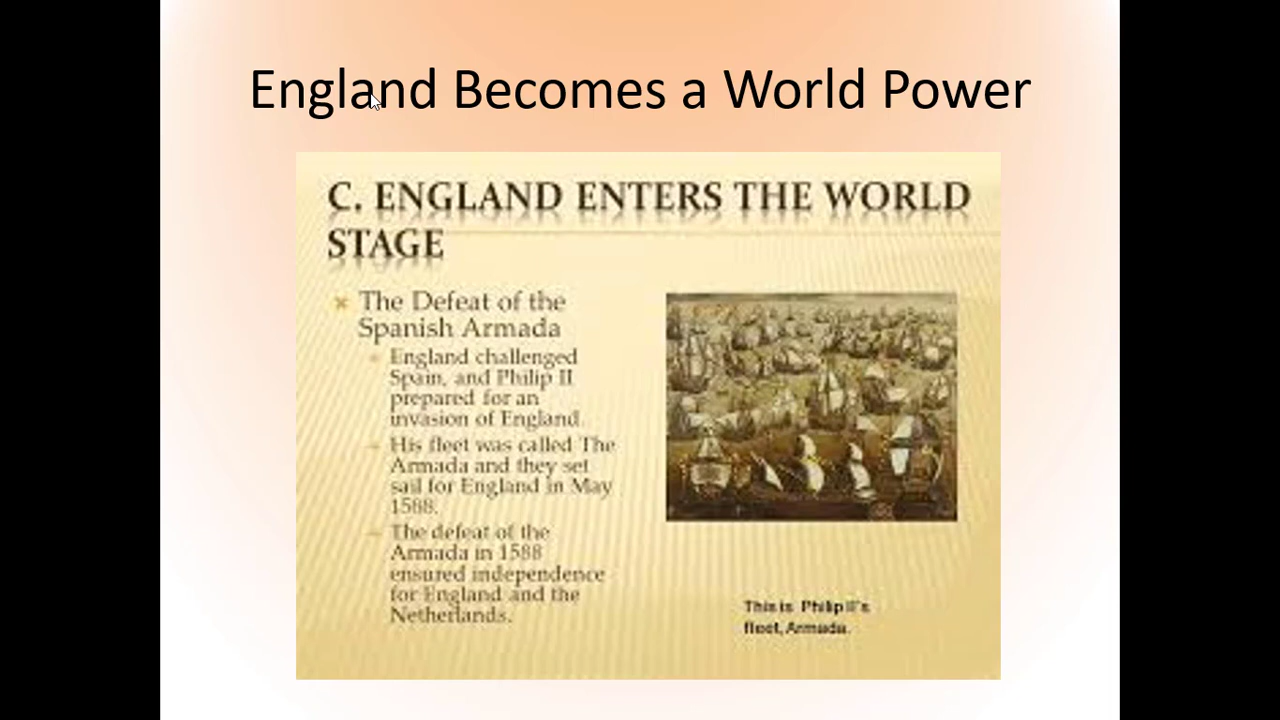 England Becomes a World Power
C. ENGLAND ENTERS THE WORLD
STAGE
The Defeat of the
Spanish Armada
England challenged
Spain, and Philip II
prepared for an
invasion of England.
His fleet was called The
Armada and they set
sail for England in May
1588.
The defeat of the
Armada in 1588
ensured independence
for England and the
Netherlands.
This is Philip II's
fleet, Armada.